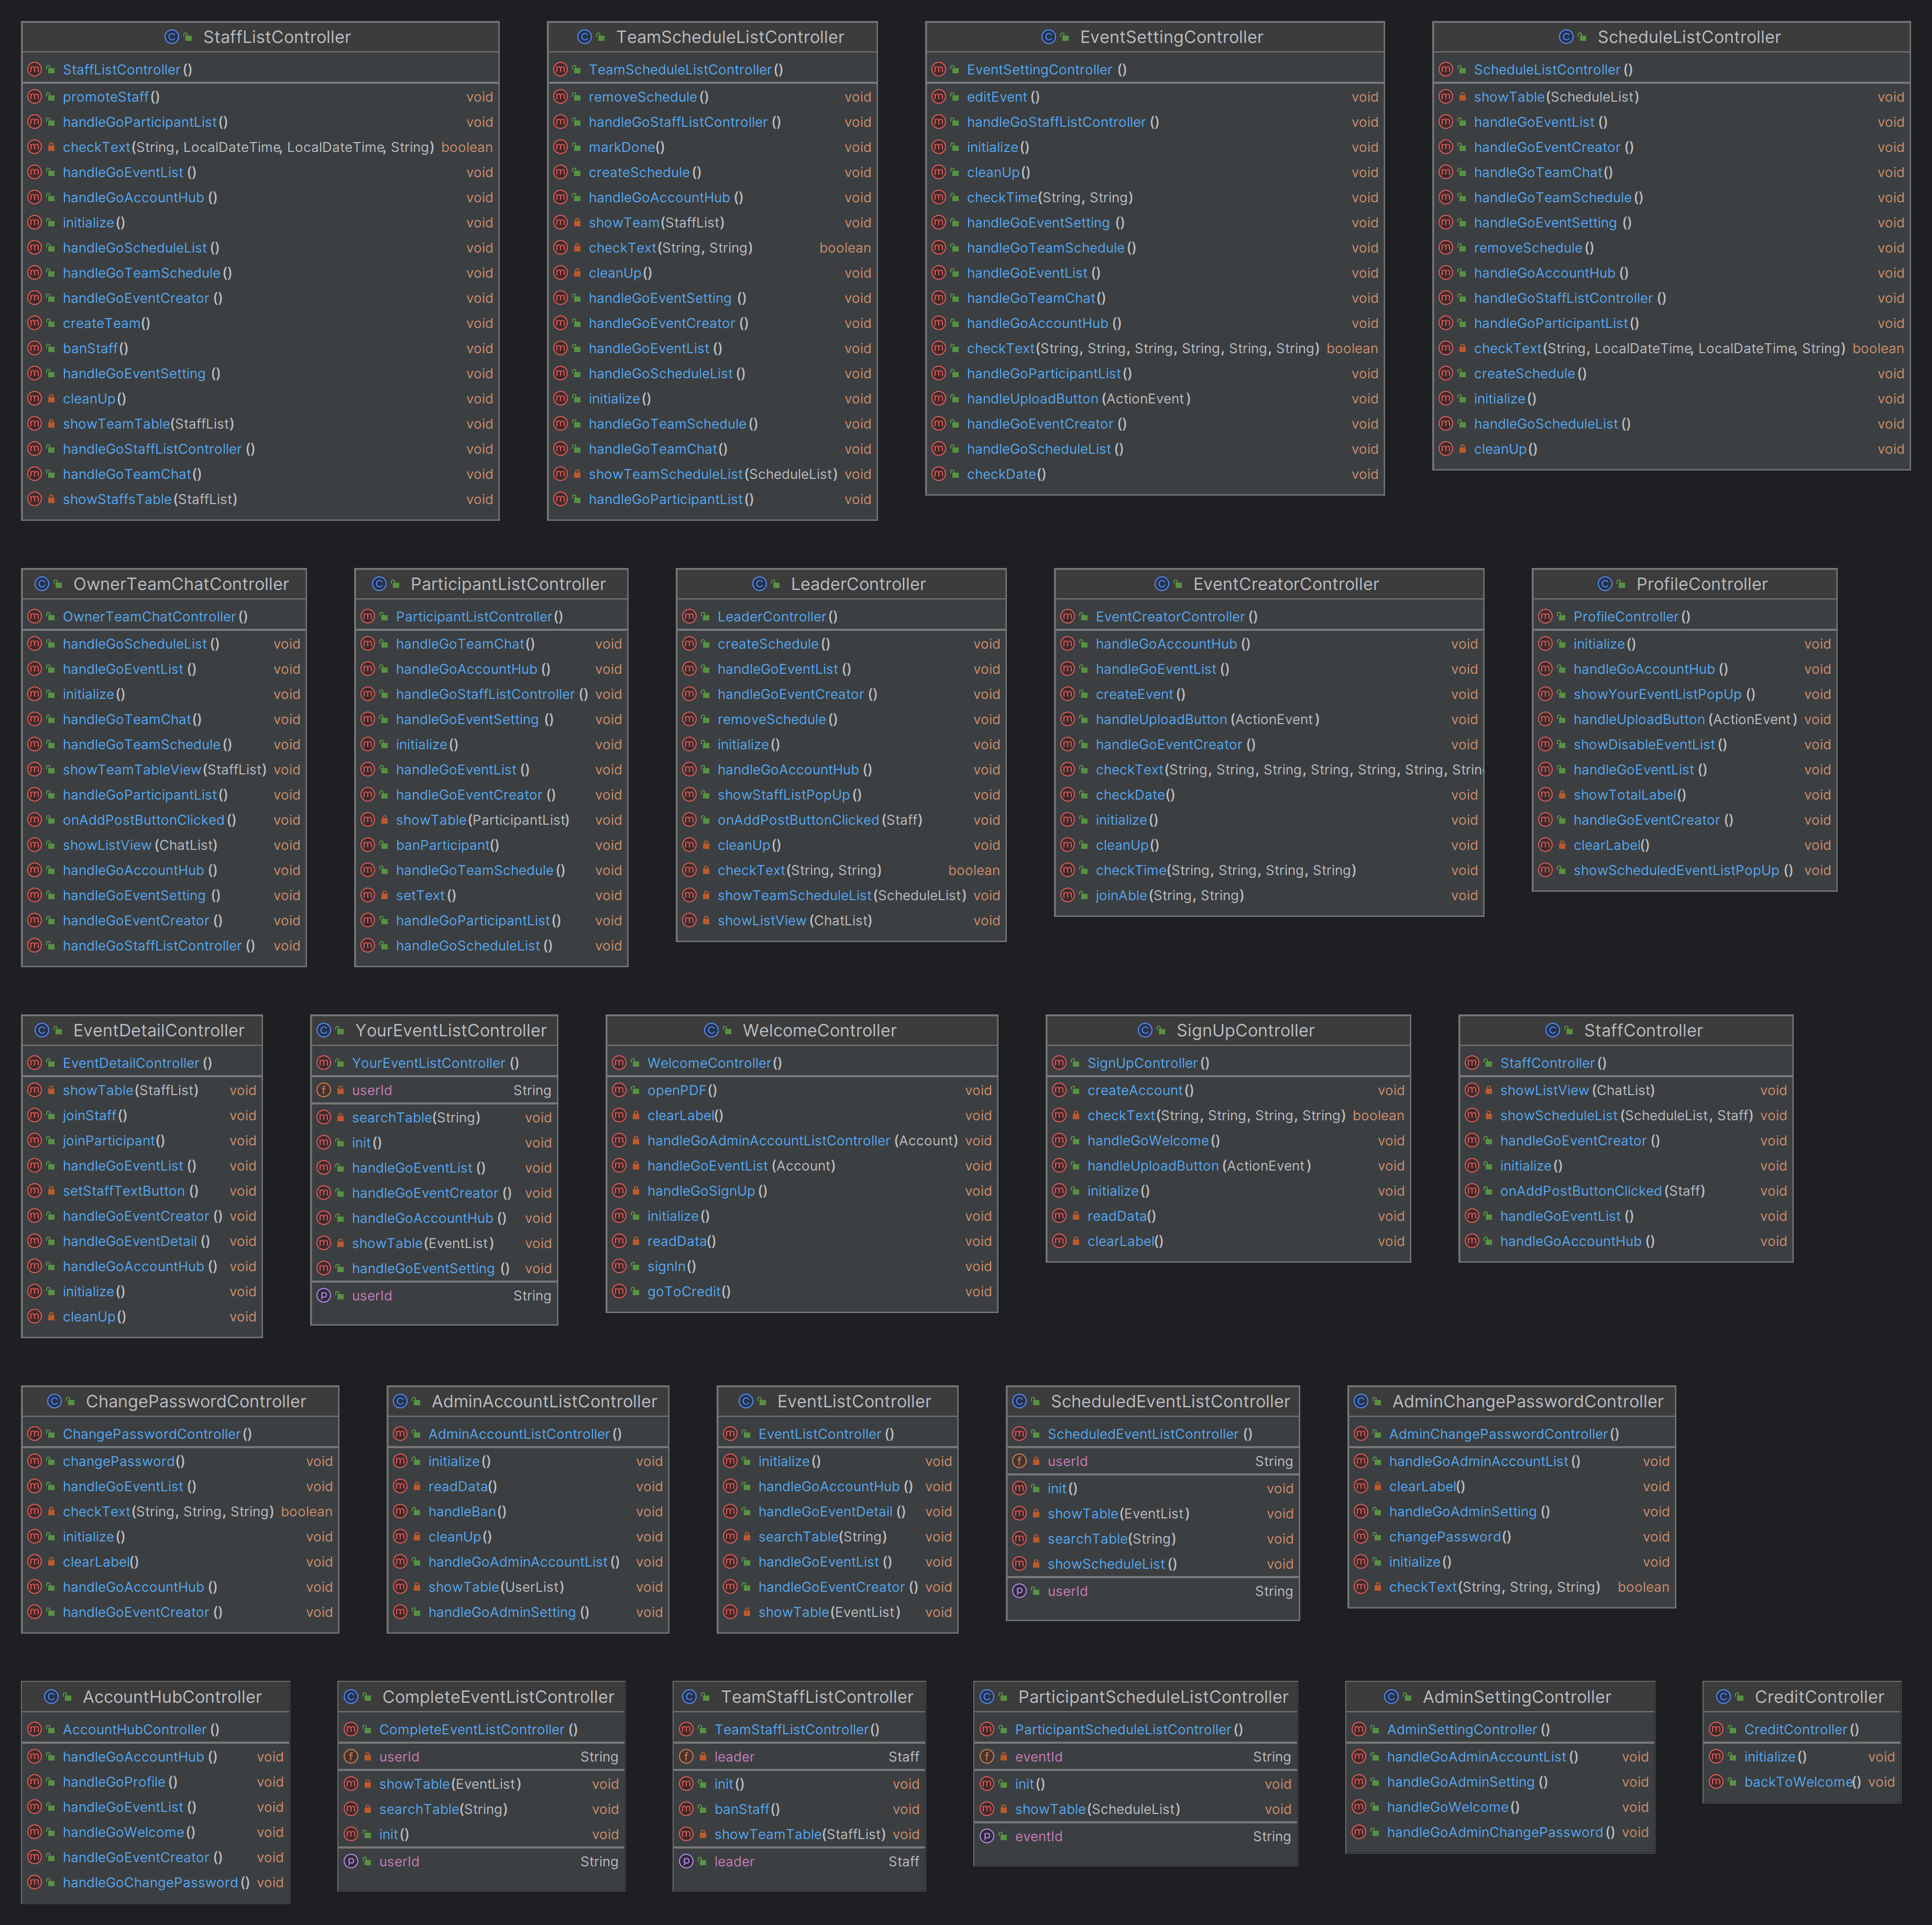 StaffListController
StaffListController()
promoteStaff() void
handleGoParticipantList() void
checkText(String, LocalDateTime, LocalDateTime, String) boolean
handleGoEventList() void
handleGoAccountHub() void
initialize() void
handleGoScheduleList() void
handleGoTeamSchedule() void
handleGoEventCreator() void
createTeam() void
banStaff() void
handleGoEventSetting() void
cleanUp() void
showTeamTable(StaffList) void
handleGoStaffListController() void
handleGoTeamChat() void
showStaffsTable(StaffList) void
TeamScheduleListController
TeamScheduleListController()
removeSchedule() void
handleGoStaffListController() void
markDone() void
createSchedule() void
handleGoAccountHub() void
showTeam(StaffList) void
checkText(String, String) boolean
cleanUp() void
handleGoEventSetting() void
handleGoEventCreator() void
handleGoEventList() void
handleGoScheduleList() void
initialize() void
handleGoTeamSchedule() void
handleGoTeamChat() void
showTeamScheduleList(ScheduleList) void
handleGoParticipantList() void
EventSettingController
EventSettingController()
editEvent() void
handleGoStaffListController() void
initialize() void
cleanUp() void
checkTime(String, String) void
handleGoEventSetting() void
handleGoTeamSchedule() void
handleGoEventList() void
handleGoTeamChat() void
handleGoAccountHub() void
checkText(String, String, String, String, String, String) boolean
handleGoParticipantList() void
handleUploadButton(ActionEvent) void
handleGoEventCreator() void
handleGoScheduleList() void
checkDate() void
ScheduleListController
ScheduleListController()
showTable(ScheduleList) void
handleGoEventList() void
handleGoEventCreator() void
handleGoTeamChat() void
handleGoTeamSchedule() void
handleGoEventSetting() void
removeSchedule() void
handleGoAccountHub() void
handleGoStaffListController() void
handleGoParticipantList() void
checkText(String, LocalDateTime, LocalDateTime, String) boolean
createSchedule() void
initialize() void
handleGoScheduleList() void
cleanUp() void
OwnerTeamChatController
OwnerTeamChatController()
handleGoScheduleList() void
handleGoEventList() void
initialize() void
handleGoTeamChat() void
handleGoTeamSchedule() void
showTeamTableView(StaffList) void
handleGoParticipantList() void
onAddPostButtonClicked() void
showListView(ChatList) void
handleGoAccountHub() void
handleGoEventSetting() void
handleGoEventCreator() void
handleGoStaffListController() void
ParticipantListController
ParticipantListController()
handleGoTeamChat() void
handleGoAccountHub() void
handleGoStaffListController() void
handleGoEventSetting() void
initialize() void
handleGoEventList() void
handleGoEventCreator() void
showTable(ParticipantList) void
banParticipant() void
handleGoTeamSchedule() void
setText() void
handleGoParticipantList() void
handleGoScheduleList() void
LeaderController
LeaderController()
createSchedule() void
handleGoEventList() void
handleGoEventCreator() void
removeSchedule() void
initialize() void
handleGoAccountHub() void
showStaffListPopUp() void
onAddPostButtonClicked(Staff) void
cleanUp() void
checkText(String, String) boolean
showTeamScheduleList(ScheduleList) void
showListView(ChatList) void
EventCreatorController
EventCreatorController()
handleGoAccountHub() void
handleGoEventList() void
createEvent() void
handleUploadButton(ActionEvent) void
handleGoEventCreator() void
checkText(String, String, String, String, String, String, Strin
checkDate() void
initialize() void
cleanUp() void
checkTime(String, String, String, String) void
joinAble(String, String) void
ProfileController
ProfileController()
initialize() void
handleGoAccountHub() void
showYourEventListPopUp() void
handleUploadButton(ActionEvent) void
showDisableEventList() void
handleGoEventList() void
showTotalLabel() void
handleGoEventCreator() void
clearLabel() void
showScheduledEventListPopUp() void
EventDetailController
EventDetailController()
showTable(StaffList) void
joinStaff() void
joinParticipant() void
handleGoEventList() void
setStaffTextButton() void
handleGoEventCreator() void
handleGoEventDetail() void
handleGoAccountHub() void
initialize() void
cleanUp() void
YourEventListController
YourEventListController()
userId String
searchTable(String) void
init() void
handleGoEventList() void
handleGoEventCreator() void
handleGoAccountHub() void
showTable(EventList) void
handleGoEventSetting() void
userId String
WelcomeController
WelcomeController()
openPDF() void
clearLabel() void
handleGoAdminAccountListController(Account) void
handleGoEventList(Account) void
handleGoSignUp() void
initialize() void
readData() void
signIn() void
goToCredit() void
SignUpController
SignUpController()
createAccount() void
checkText(String, String, String, String) boolean
handleGoWelcome() void
handleUploadButton(ActionEvent) void
initialize() void
readData() void
clearLabel() void
StaffController
StaffController()
showListView(ChatList) void
showScheduleList(ScheduleList, Staff) void
handleGoEventCreator() void
initialize() void
onAddPostButtonClicked(Staff) void
handleGoEventList() void
handleGoAccountHub() void
ChangePasswordController
ChangePasswordController()
changePassword() void
handleGoEventList() void
checkText(String, String, String) boolean
initialize() void
clearLabel() void
handleGoAccountHub() void
handleGoEventCreator() void
AdminAccountListController
AdminAccountListController()
initialize() void
readData() void
handleBan() void
cleanUp() void
handleGoAdminAccountList() void
showTable(UserList) void
handleGoAdminSetting() void
EventListController
EventListController()
initialize() void
handleGoAccountHub() void
handleGoEventDetail() void
searchTable(String) void
handleGoEventList() void
handleGoEventCreator() void
showTable(EventList) void
ScheduledEventListController
ScheduledEventListController()
userId String
init() void
showTable(EventList) void
searchTable(String) void
showScheduleList() void
userId String
AdminChangePasswordController
AdminChangePasswordController()
handleGoAdminAccountList() void
clearLabel() void
handleGoAdminSetting() void
changePassword() void
initialize() void
checkText(String, String, String) boolean
AccountHubController
AccountHubController()
handleGoAccountHub() void
handleGoProfile() void
handleGoEventList() void
handleGoWelcome() void
handleGoEventCreator() void
handleGoChangePassword() void
CompleteEventListController
CompleteEventListController()
userId String
showTable(EventList) void
searchTable(String) void
init() void
userId String
TeamStaffListController
TeamStaffListController()
leader Staff
init() void
banStaff() void
showTeamTable(StaffList) void
leader Staff
ParticipantScheduleListController
ParticipantScheduleListController()
eventId String
init() void
showTable(ScheduleList) void
eventId String
AdminSettingController
AdminSettingController()
handleGoAdminAccountList() void
handleGoAdminSetting() void
handleGoWelcome() void
handleGoAdminChangePassword() void
CreditController
CreditController()
initialize() void
backToWelcome() void